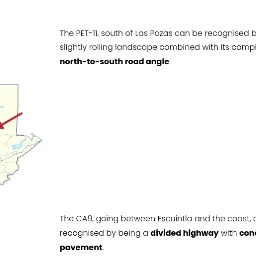 The PET-11, south of Las Pozas can be recognised b
slightly rolling landscape combined with its compl
north-to-south road angle.
The CA9, going between Escuintla and the coast, c
recognised by being a divided highway with con
pavement.